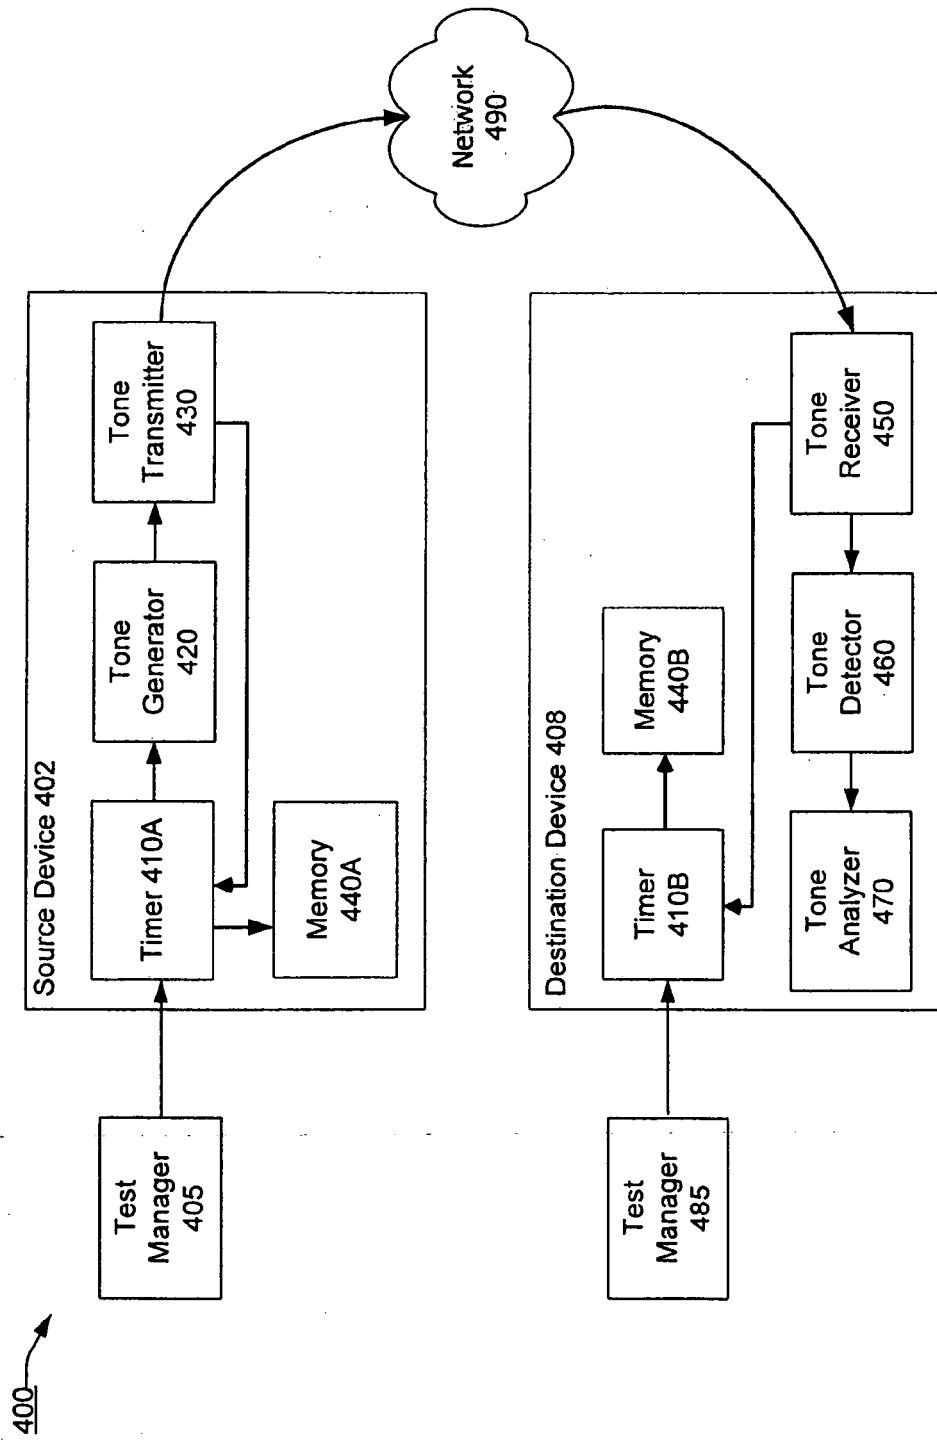 400
Test
Manager
405
Source Device 402
Timer 410A
Memory
440A
Tone
Generator
420
Tone
Transmitter
430
Network
490
Test
Manager
485
Destination Device 408
Timer
410B
Memory
440B
Tone
Analyzer
470
Tone
Detector
460
Tone
Receiver
450